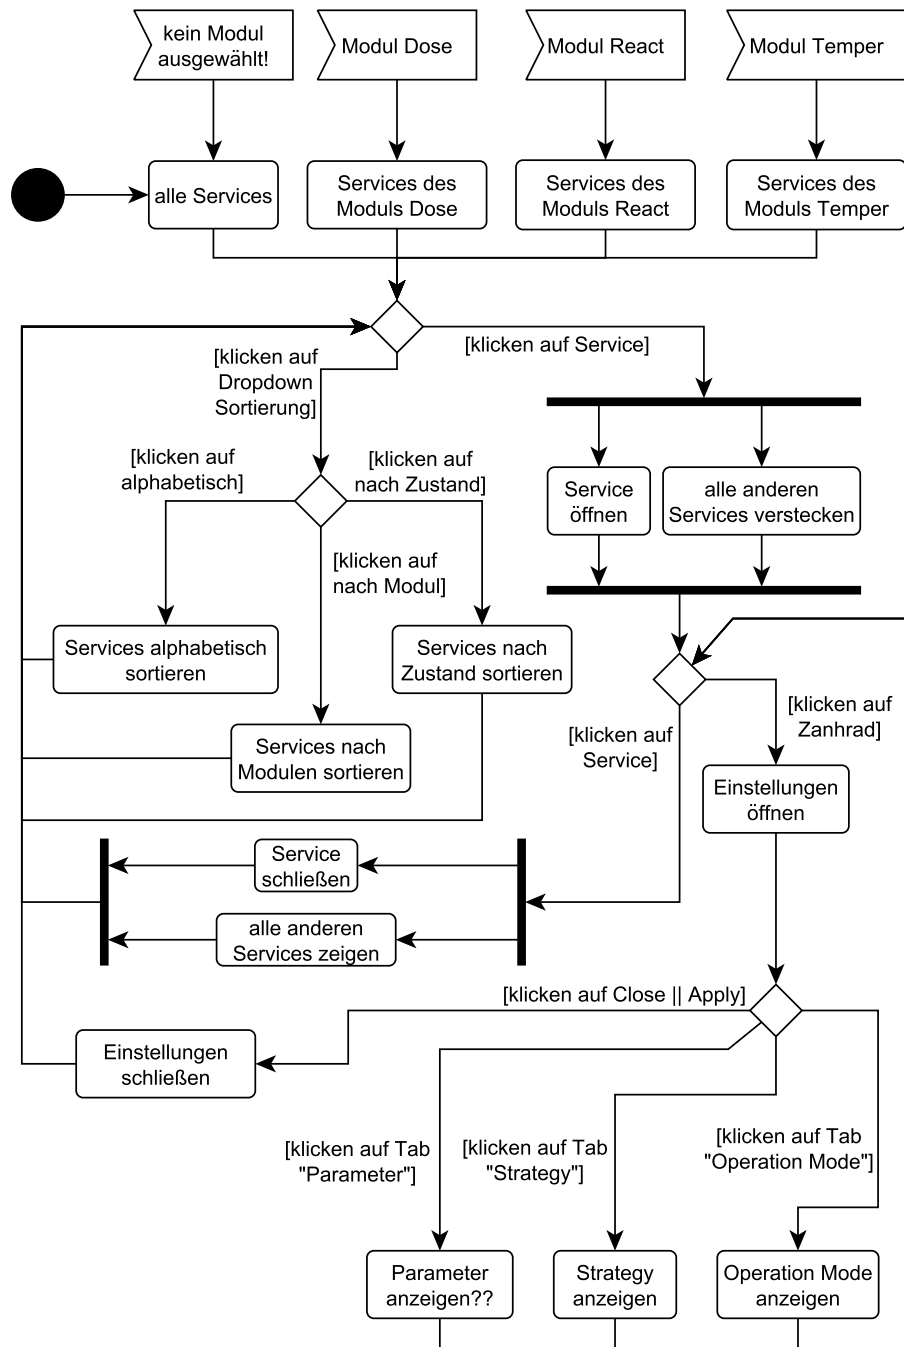 kein Modul
ausgewählt!
Modul Dose
Modul React
Modul Temper
alle Services
Services des
Moduls Dose
Services des
Moduls React
Services des
Moduls Temper
[klicken auf
Dropdown
Sortierung]
[klicken auf Service]
[klicken auf
alphabetisch]
[klicken auf
nach Zustand]
Service
öffnen
alle anderen
Services verstecken
[klicken auf
nach Modul]
Services alphabetisch
sortieren
Services nach
Zustand sortieren
[klicken auf
Zanhrad]
[klicken auf
Service]
Services nach
Modulen sortieren
Einstellungen
öffnen
Service
schließen
alle anderen
Services zeigen
[klicken auf Close || Apply]
Einstellungen
schließen
[klicken auf Tab
"Parameter"]
[klicken auf Tab
"Strategy"]
[klicken auf Tab
"Operation Mode"]
Parameter
anzeigen??
Strategy
anzeigen
Operation Mode
anzeigen